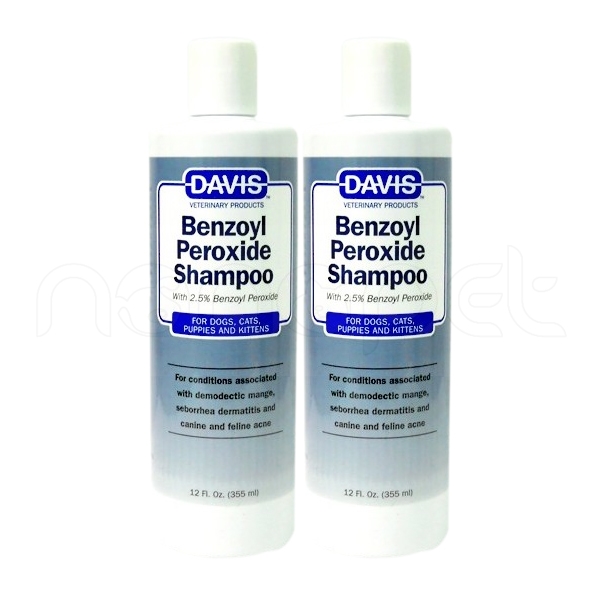 DAVIS™
VETERINARY PRODUCTS
Benzoyl
Peroxide
Shampoo
With 2.5% Benzoyl Peroxide
FOR DOGS, CATS,
PUPPIES AND KITTENS
For conditions associated
with demodectic mange,
seborrhea dermatitis and
canine and feline acne
12 Fl. Oz. (355 ml)
DAVIS™
VETERINARY PRODUCTS
Benzoyl
Peroxide
Shampoo
With 2.5% Benzoyl Peroxide
FOR DOGS, CATS,
PUPPIES AND KITTENS
For conditions associated
with demodectic mange,
seborrhea dermatitis and
canine and feline acne
12 Fl. Oz. (355 ml)